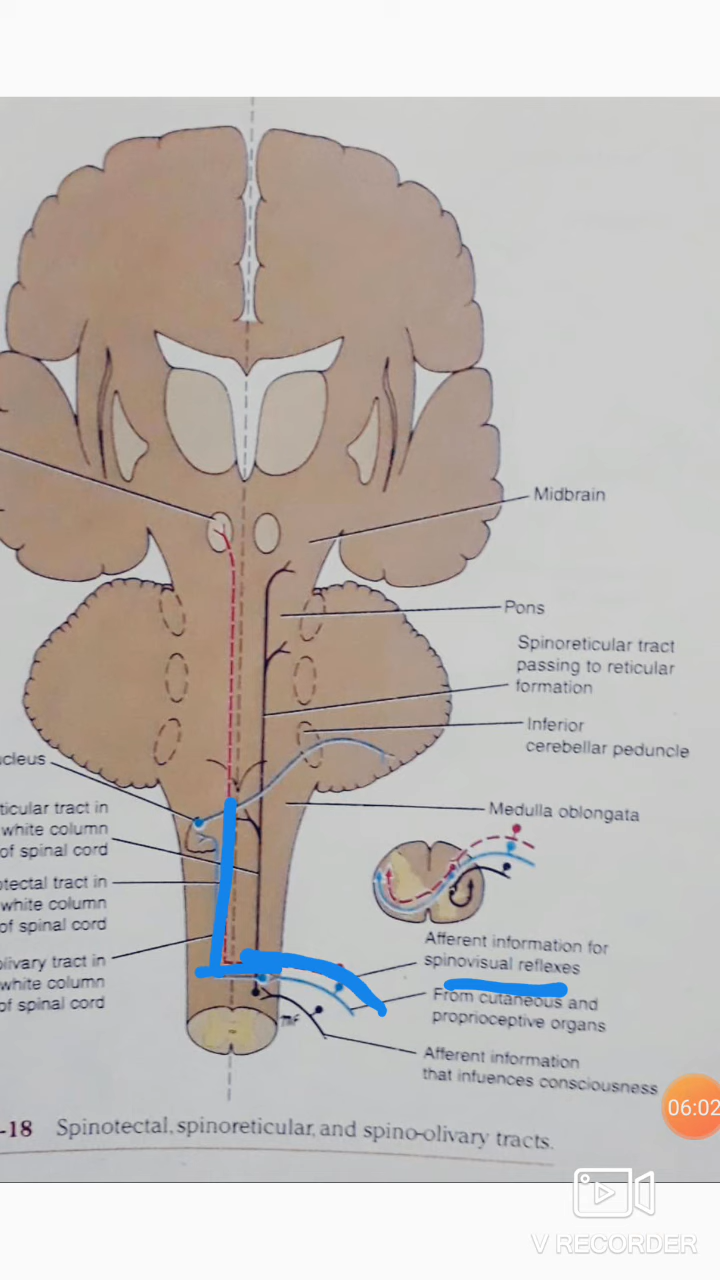 Midbrain
Pons
Spinoreticular tract
passing to reticular
formation
Inferior
cerebellar peduncle
ucleus
Medulla oblongata
ticular tract in
white column
of spinal cord
otectal tract in
white column
of spinal cord
olivary tract in
white column
of spinal cord
Afferent information for
spinovisual reflexes
From cutaneous and
proprioceptive organs
Afferent information
that infuences consciousness
06:02
-18 Spinotectal, spinoreticular, and spino-olivary tracts.
V RECORDER